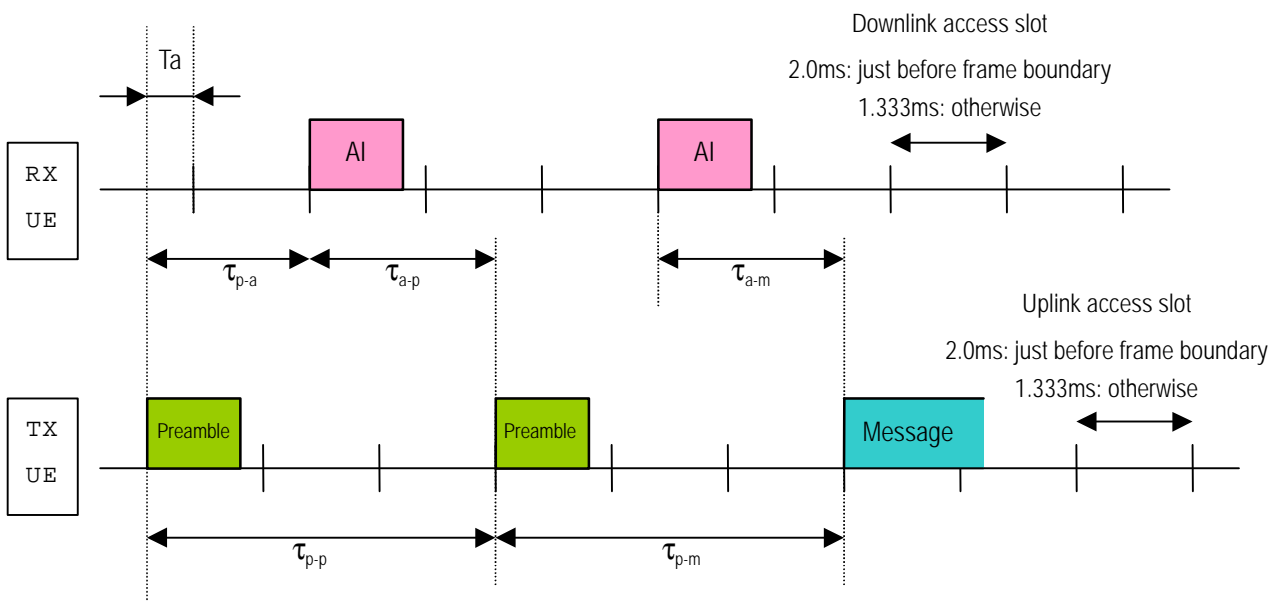 Downlink access slot
2.0ms: just before frame boundary
1.333ms: otherwise
Ta
AI
AI
RX
UE
τp-a
τa-p
τa-m
Uplink access slot
2.0ms: just before frame boundary
1.333ms: otherwise
TX
UE
Preamble
Preamble
Message
τp-p
τp-m